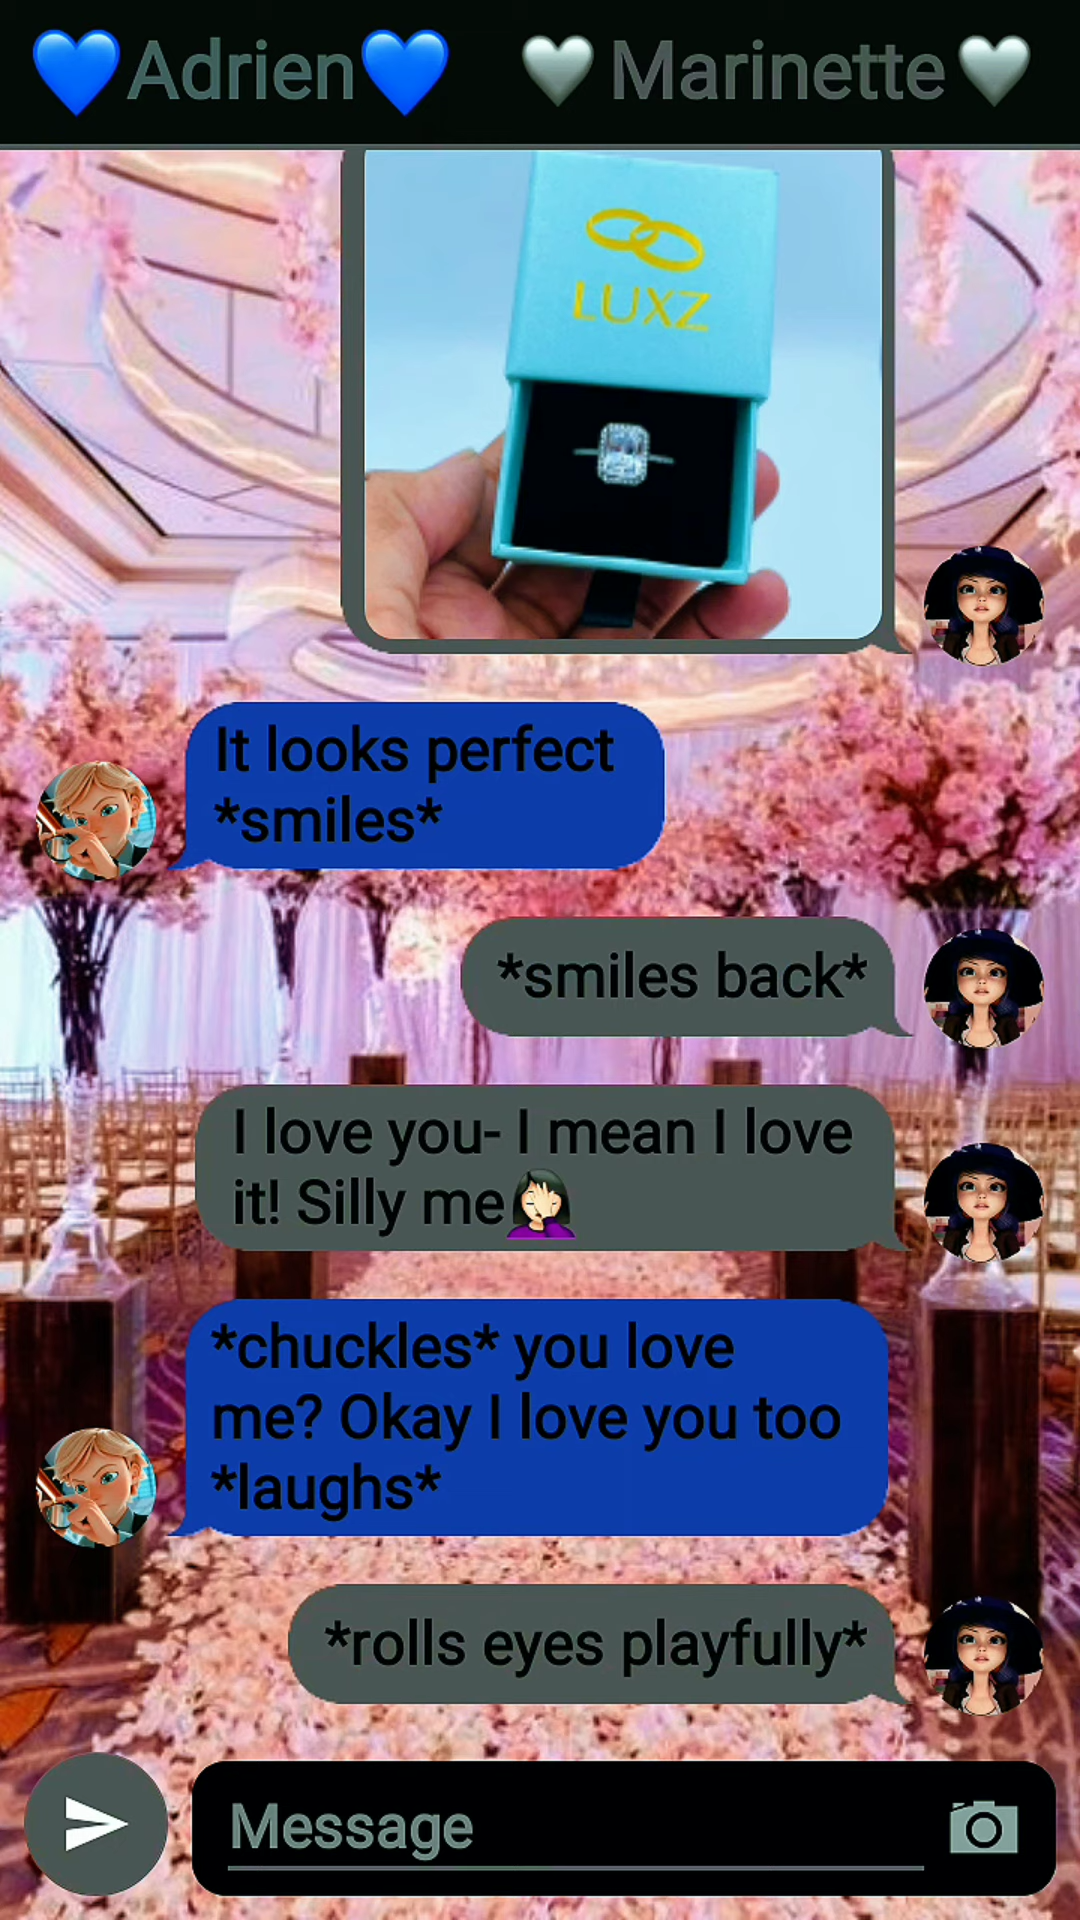 💙Adrien💙 🤍Marinette🤍
LUXZ
It looks perfect
*smiles*
*smiles back*
I love you- I mean I love
it! Silly me🤦🏻‍♀️
*chuckles* you love
me? Okay I love you too
*laughs*
*rolls eyes playfully*
Message